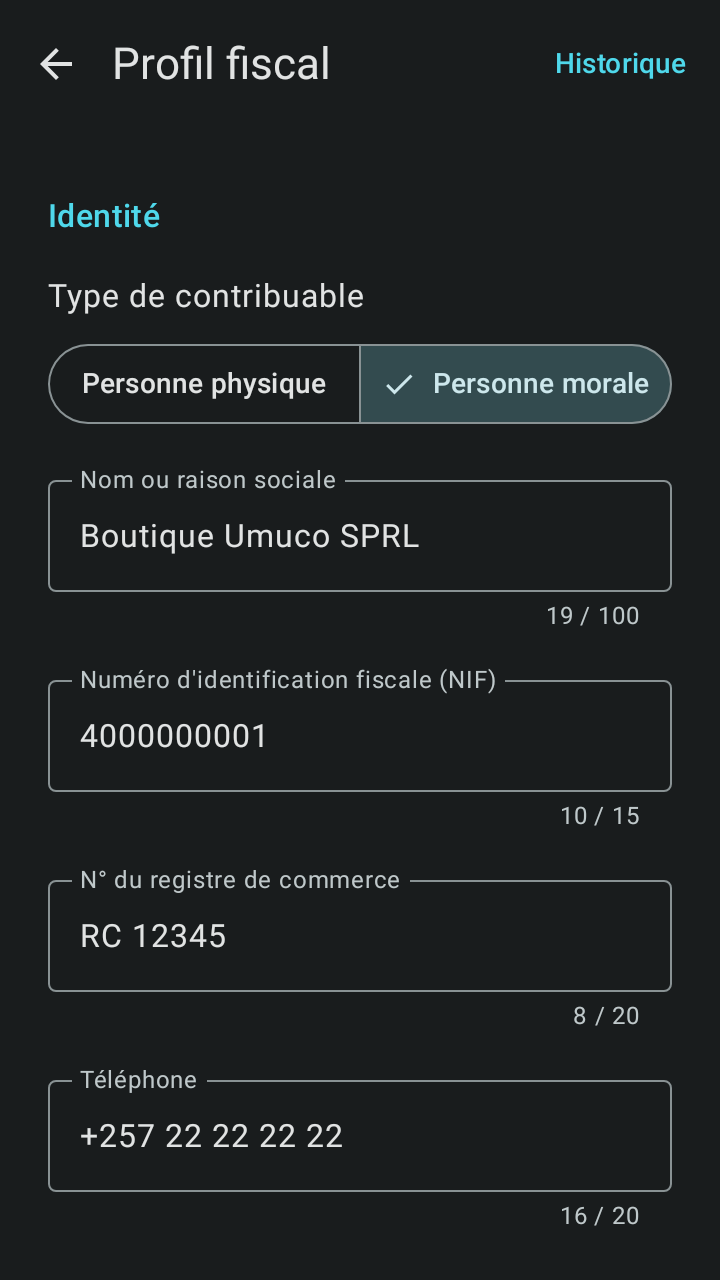 Profil fiscal
Historique
Identité
Type de contribuable
Personne physique
Personne morale
Nom ou raison sociale
Boutique Umuco SPRL
19 / 100
Numéro d'identification fiscale (NIF)
4000000001
10 / 15
N° du registre de commerce
RC 12345
8 / 20
Téléphone
+257 22 22 22 22
16 / 20